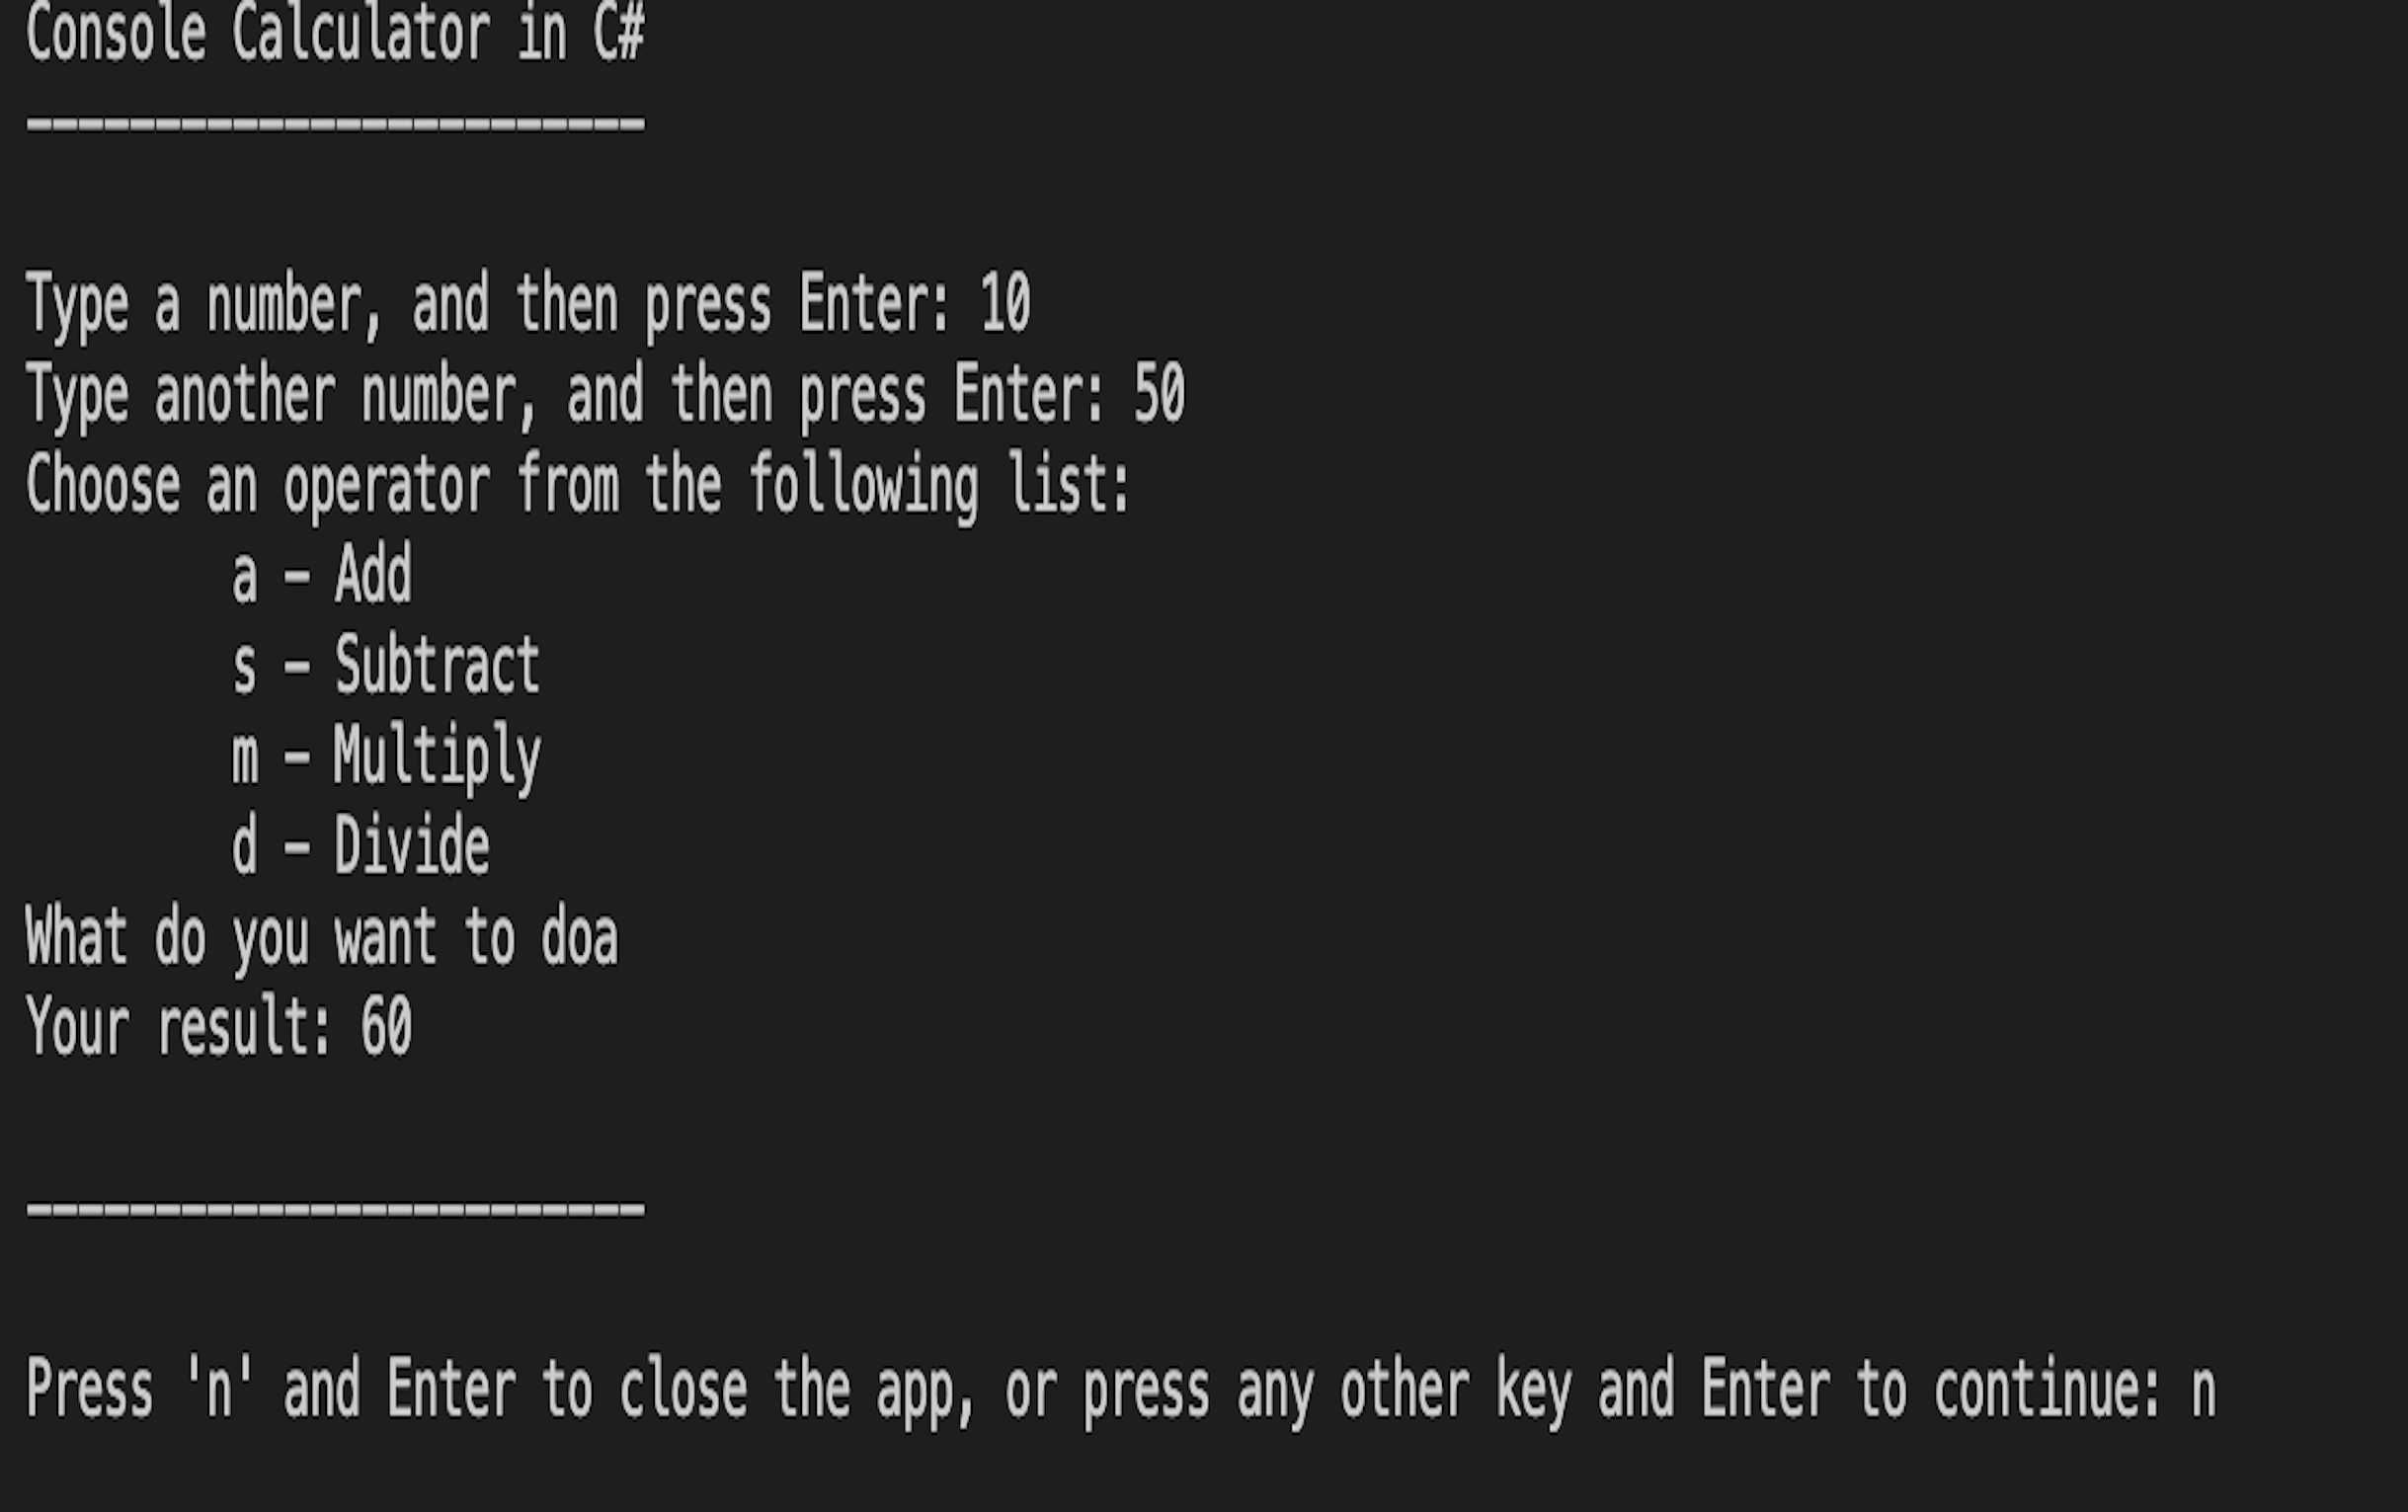 Console Calculator in C#
------------------------
Type a number, and then press Enter: 10
Type another number, and then press Enter: 50
Choose an operator from the following list:
        a - Add
        s - Subtract
        m - Multiply
        d - Divide
What do you want to doa
Your result: 60
------------------------
Press 'n' and Enter to close the app, or press any other key and Enter to continue: n